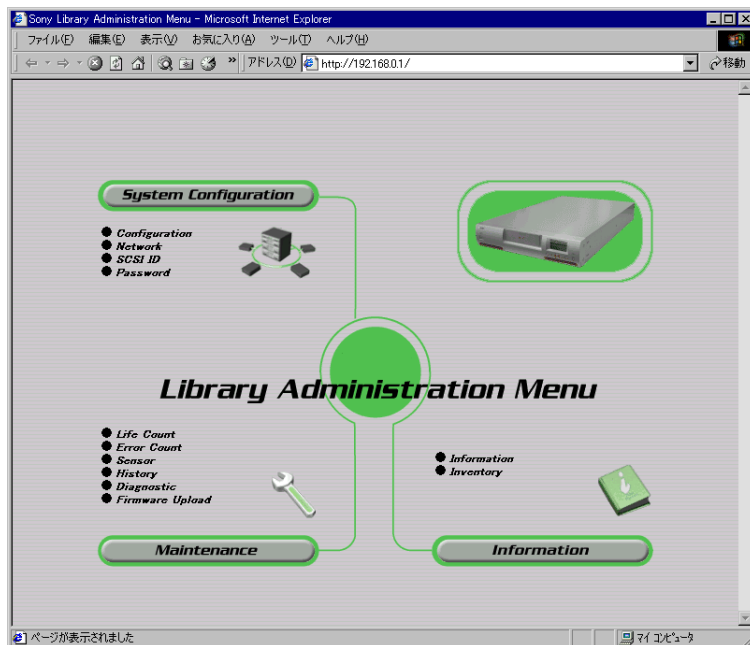 Sony Library Administration Menu - Microsoft Internet Explorer
ファイル(F) 編集(E) 表示(V) お気に入り(A) ツール(T) ヘルプ(H)
» アドレス(D) http://192.168.0.1/ 移動
System Configuration
Configuration
Network
SCSI ID
Password
Library Administration Menu
Life Count
Error Count
Sensor
History
Diagnostic
Firmware Upload
Information
Inventory
Maintenance
Information
ページが表示されました マイ コンピュータ